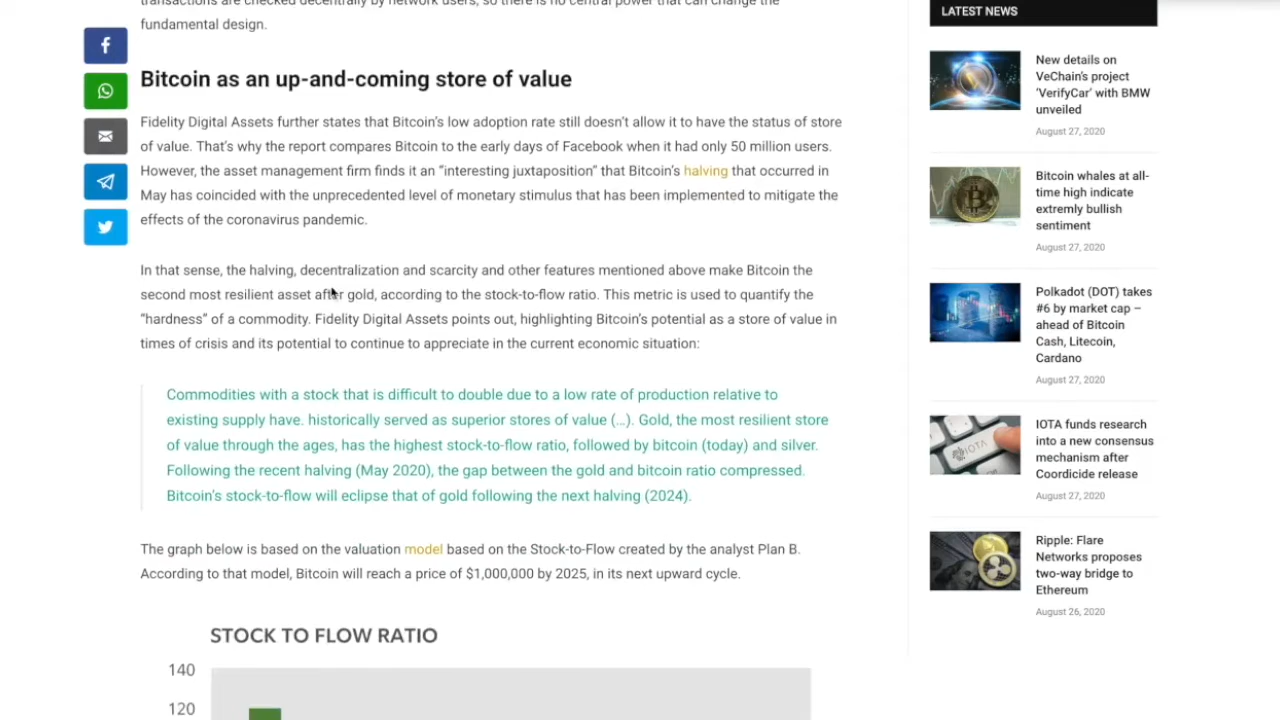 transactions are checked decentrally by network users, so there is no central power that can change the
fundamental design.
Bitcoin as an up-and-coming store of value
Fidelity Digital Assets further states that Bitcoin's low adoption rate still doesn't allow it to have the status of store
of value. That's why the report compares Bitcoin to the early days of Facebook when it had only 50 million users.
However, the asset management firm finds it an “interesting juxtaposition” that Bitcoin's halving that occurred in
May has coincided with the unprecedented level of monetary stimulus that has been implemented to mitigate the
effects of the coronavirus pandemic.
In that sense, the halving, decentralization and scarcity and other features mentioned above make Bitcoin the
second most resilient asset after gold, according to the stock-to-flow ratio. This metric is used to quantify the
“hardness” of a commodity. Fidelity Digital Assets points out, highlighting Bitcoin's potential as a store of value in
times of crisis and its potential to continue to appreciate in the current economic situation:
Commodities with a stock that is difficult to double due to a low rate of production relative to
existing supply have. historically served as superior stores of value (…). Gold, the most resilient store
of value through the ages, has the highest stock-to-flow ratio, followed by bitcoin (today) and silver.
Following the recent halving (May 2020), the gap between the gold and bitcoin ratio compressed.
Bitcoin's stock-to-flow will eclipse that of gold following the next halving (2024).
The graph below is based on the valuation model based on the Stock-to-Flow created by the analyst Plan B.
According to that model, Bitcoin will reach a price of $1,000,000 by 2025, in its next upward cycle.
STOCK TO FLOW RATIO
140
120
LATEST NEWS
New details on
VeChain's project
‘VerifyCar’ with BMW
unveiled
August 27, 2020
Bitcoin whales at all-
time high indicate
extremly bullish
sentiment
August 27, 2020
Polkadot (DOT) takes
#6 by market cap –
ahead of Bitcoin
Cash, Litecoin,
Cardano
August 27, 2020
IOTA
IOTA funds research
into a new consensus
mechanism after
Coordicide release
August 27, 2020
Ripple: Flare
Networks proposes
two-way bridge to
Ethereum
August 26, 2020